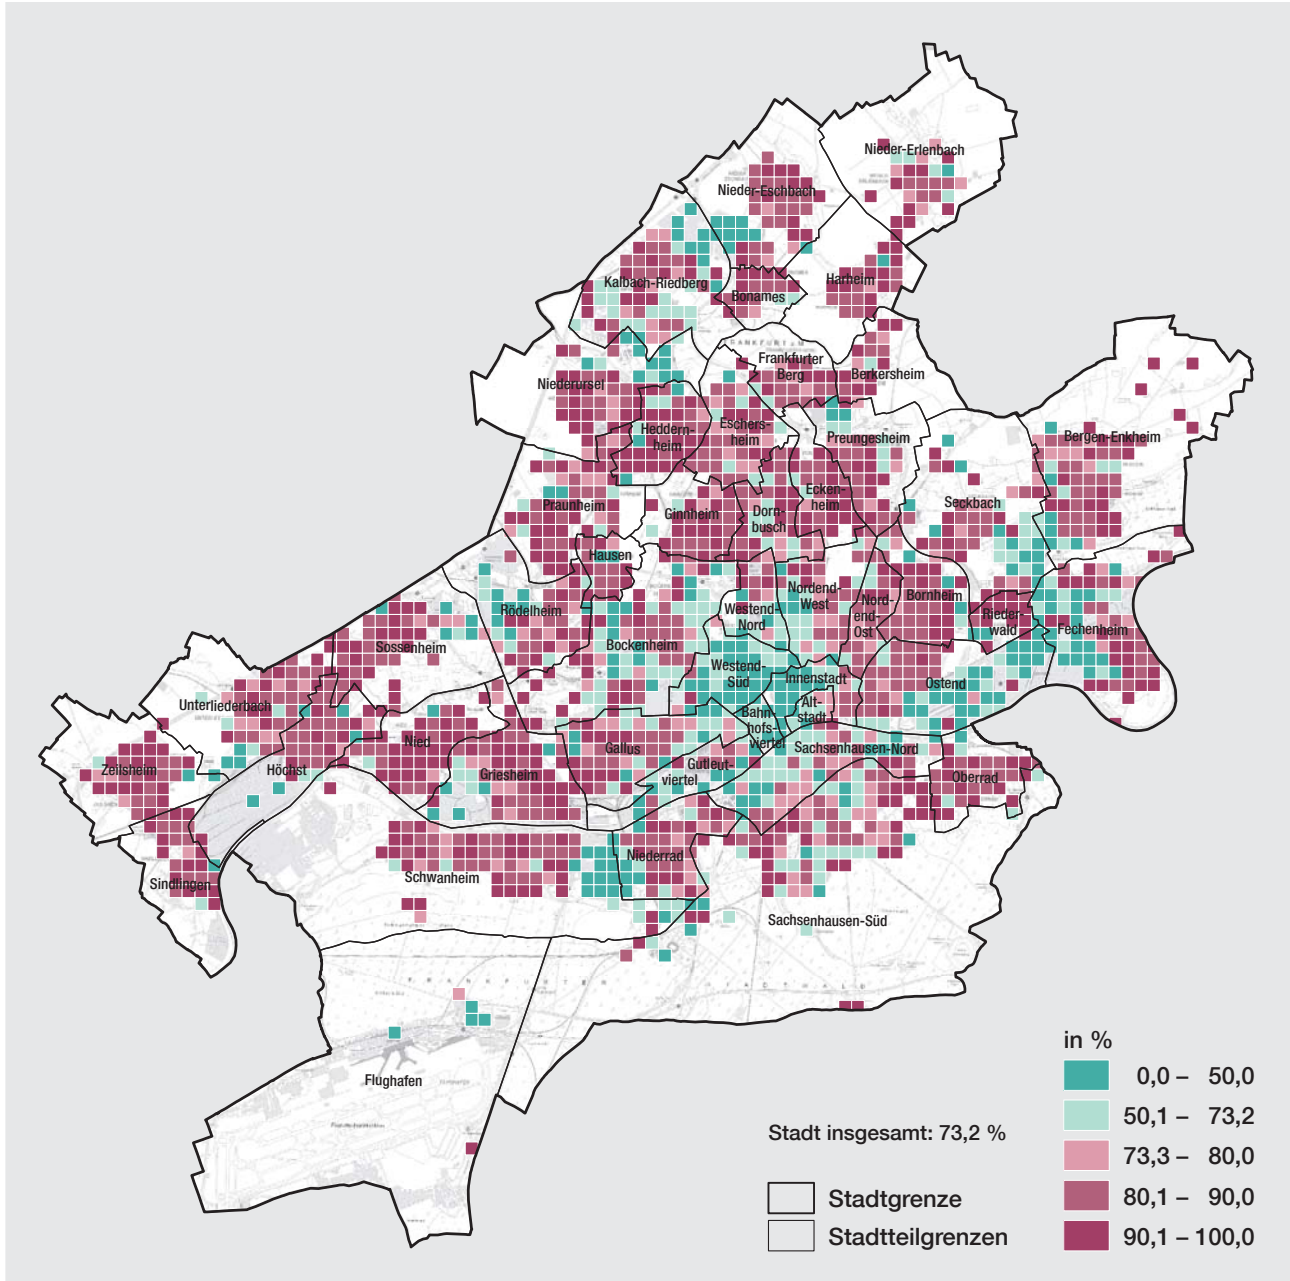 Nieder-Erlenbach
Nieder-Eschbach
Kalbach-Riedberg
Harheim
Bonames
Frankfurter
Berg
Berkersheim
Niederursel
Heddern-
heim
Eschers-
heim
Preungesheim
Bergen-Enkheim
Praunheim
Ginnheim
Dorn-
busch
Ecken-
heim
Seckbach
Hausen
Rödelheim
Westend-
Nord
Nordend-
West
Nord-
end-
Ost
Bornheim
Rieder-
wald
Fechenheim
Sossenheim
Bockenheim
Westend-
Süd
Innenstadt
Ostend
Unterliederbach
Alt-
stadt
Bahn-
hofs-
viertel
Nied
Gallus
Sachsenhausen-Nord
Zeilsheim
Höchst
Griesheim
Gutleut-
viertel
Oberrad
Sindlingen
Schwanheim
Niederrad
Sachsenhausen-Süd
Flughafen
in %
0,0 – 50,0
50,1 – 73,2
73,3 – 80,0
80,1 – 90,0
90,1 – 100,0
Stadt insgesamt: 73,2 %
Stadtgrenze
Stadtteilgrenzen